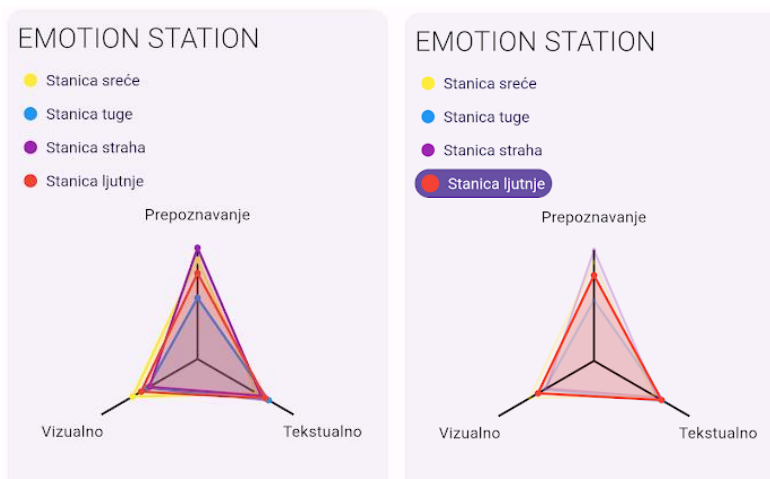 EMOTION STATION
Stanica sreće
Stanica tuge
Stanica straha
Stanica ljutnje
Prepoznavanje
Vizualno
Tekstualno
EMOTION STATION
Stanica sreće
Stanica tuge
Stanica straha
Stanica ljutnje
Prepoznavanje
Vizualno
Tekstualno